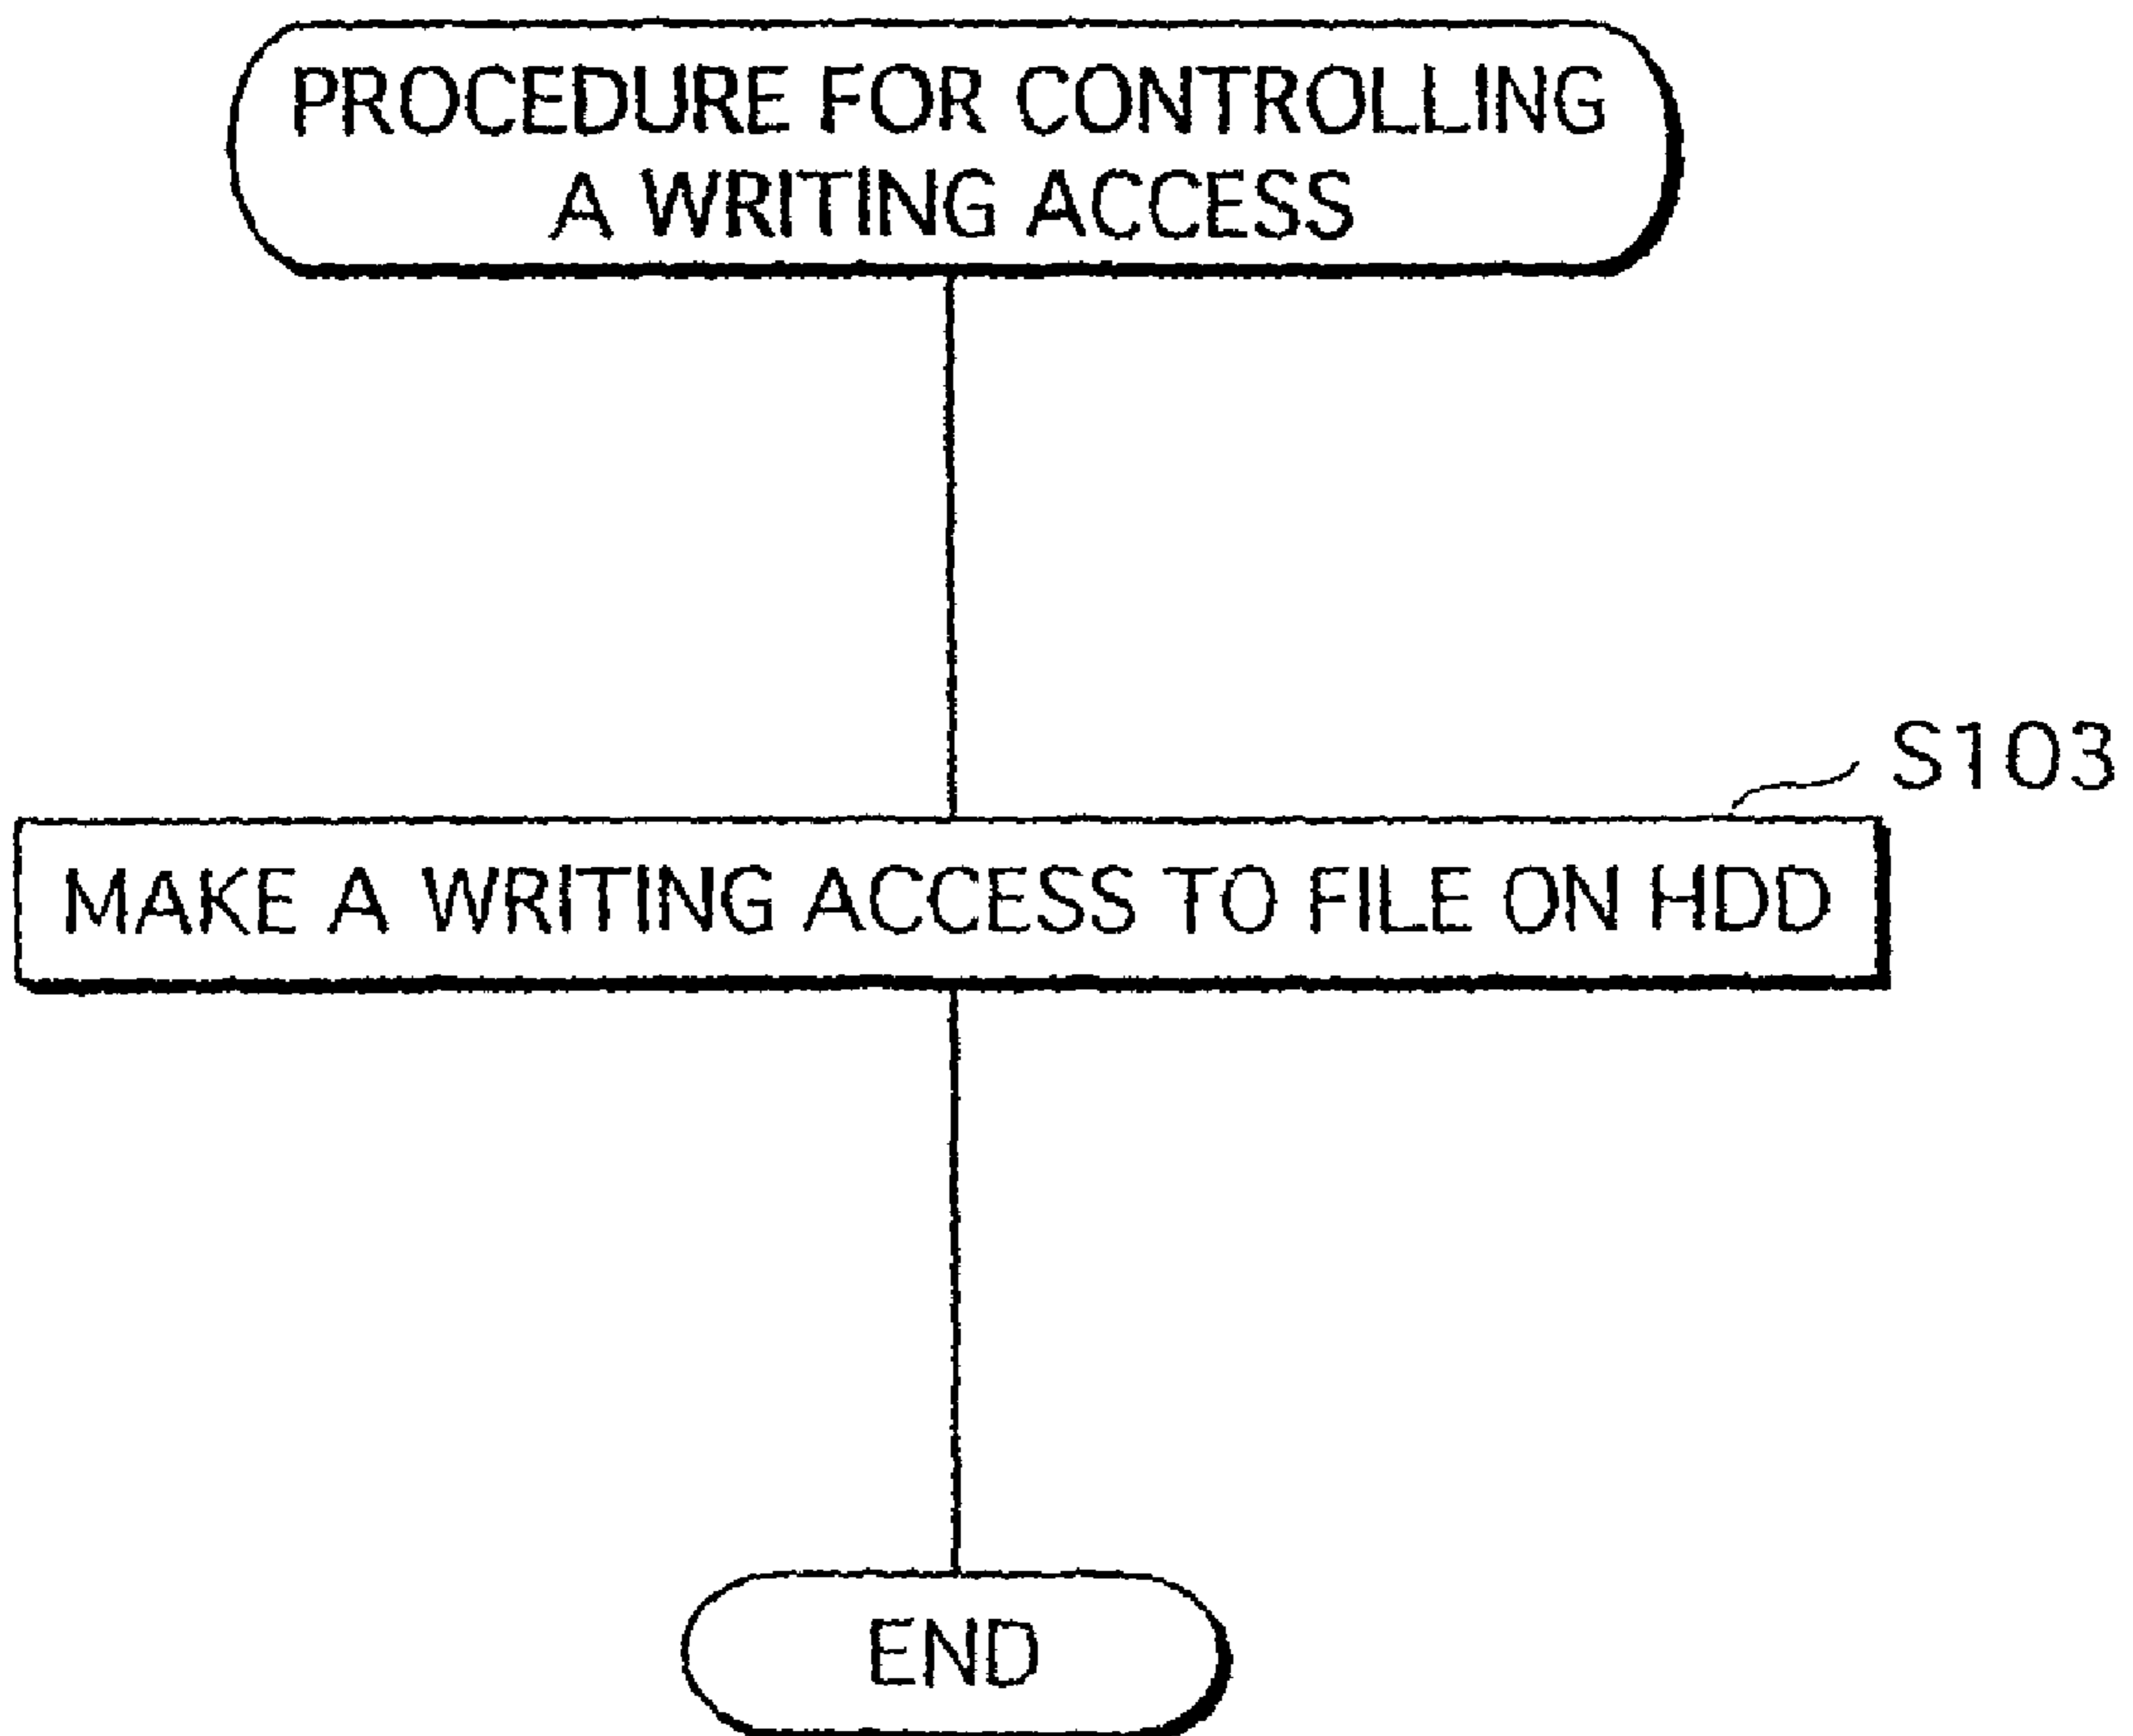 PROCEDURE FOR CONTROLLING
A WRITING ACCESS
S103
MAKE A WRITING ACCESS TO FILE ON HDD
END